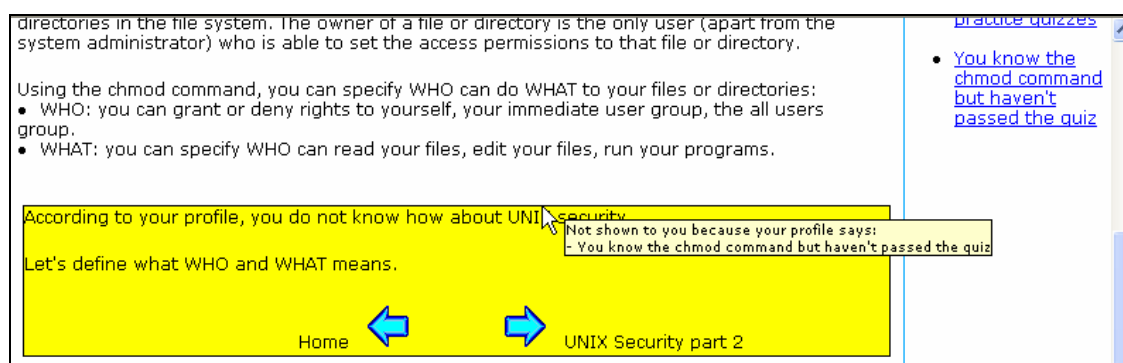 directories in the file system. The owner of a file or directory is the only user (apart from the
system administrator) who is able to set the access permissions to that file or directory.
Using the chmod command, you can specify WHO can do WHAT to your files or directories:
• WHO: you can grant or deny rights to yourself, your immediate user group, the all users
group.
• WHAT: you can specify WHO can read your files, edit your files, run your programs.
According to your profile, you do not know how about UNIX security
Not shown to you because your profile says:
- You know the chmod command but haven't passed the quiz
Let's define what WHO and WHAT means.
Home
UNIX Security part 2
practice quizzes
• You know the
chmod command
but haven't
passed the quiz